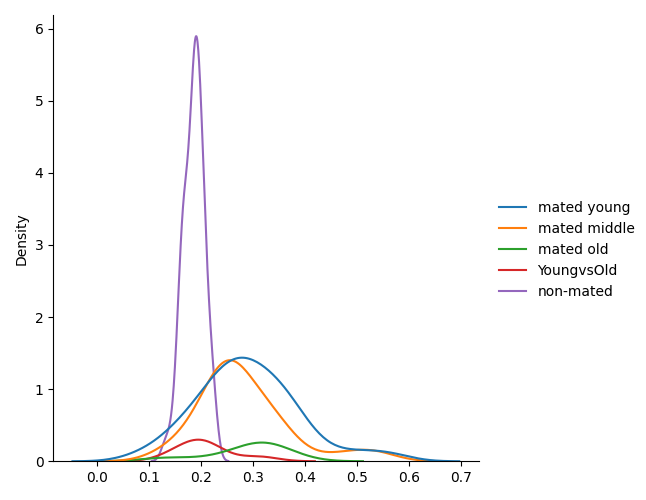 6
5
4
3
2
1
0
Density
0.0 0.1 0.2 0.3 0.4 0.5 0.6 0.7
mated young
mated middle
mated old
YoungvsOld
non-mated